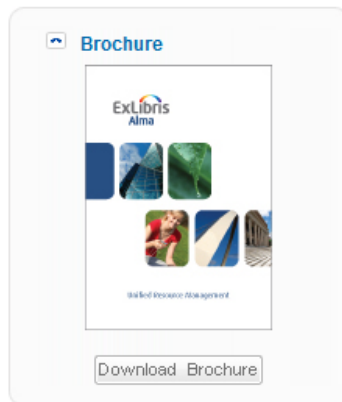 Brochure
ExLibris
Alma
Unified Resource Management
Download Brochure